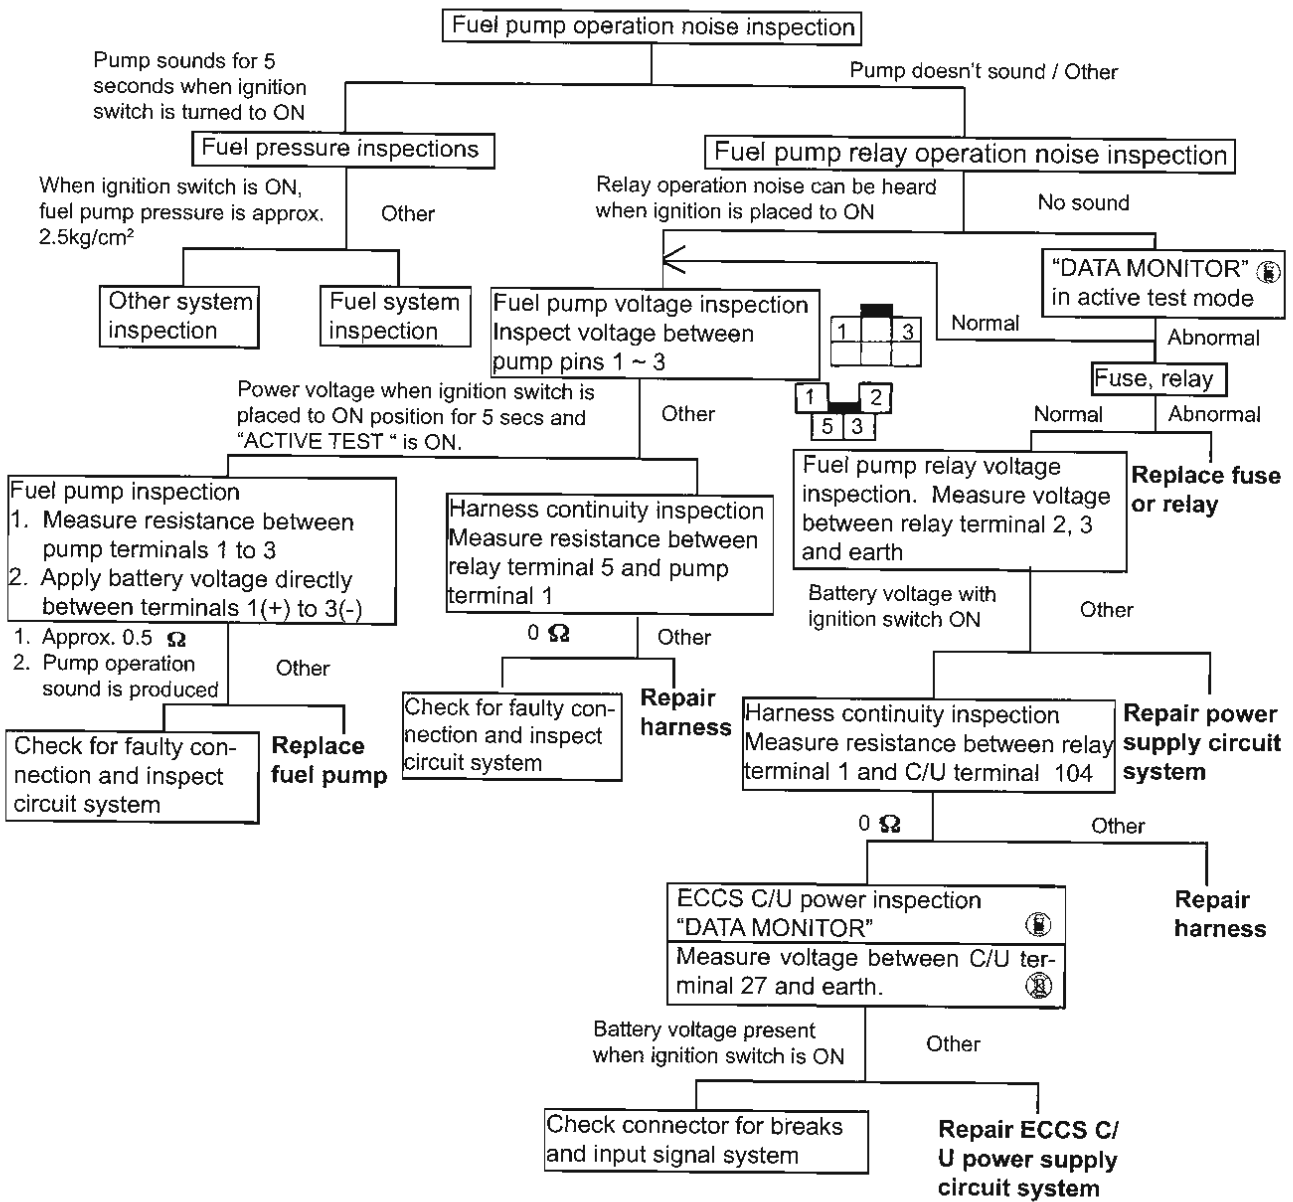 Fuel pump operation noise inspection
Pump sounds for 5
seconds when ignition
switch is turned to ON
Pump doesn't sound / Other
Fuel pressure inspections
Fuel pump relay operation noise inspection
When ignition switch is ON,
fuel pump pressure is approx.
2.5kg/cm²
Other
Relay operation noise can be heard
when ignition is placed to ON
No sound
Other system
inspection
Fuel system
inspection
Fuel pump voltage inspection
Inspect voltage between
pump pins 1 ~ 3
1 3
"DATA MONITOR"
in active test mode
Normal
Abnormal
Fuse, relay
1 2
5 3
Normal
Abnormal
Power voltage when ignition switch is
placed to ON position for 5 secs and
"ACTIVE TEST " is ON.
Other
Replace fuse
or relay
Fuel pump inspection
1. Measure resistance between
pump terminals 1 to 3
2. Apply battery voltage directly
between terminals 1(+) to 3(-)
Harness continuity inspection
Measure resistance between
relay terminal 5 and pump
terminal 1
Fuel pump relay voltage
inspection. Measure voltage
between relay terminal 2, 3
and earth
1. Approx. 0.5 Ω
2. Pump operation
sound is produced
Other
0 Ω
Other
Battery voltage with
ignition switch ON
Other
Check for faulty con-
nection and inspect
circuit system
Replace
fuel pump
Check for faulty con-
nection and inspect
circuit system
Repair
harness
Harness continuity inspection
Measure resistance between relay
terminal 1 and C/U terminal 104
Repair power
supply circuit
system
0 Ω
Other
ECCS C/U power inspection
"DATA MONITOR"
Measure voltage between C/U ter-
minal 27 and earth.
Repair
harness
Battery voltage present
when ignition switch is ON
Other
Check connector for breaks
and input signal system
Repair ECCS C/
U power supply
circuit system